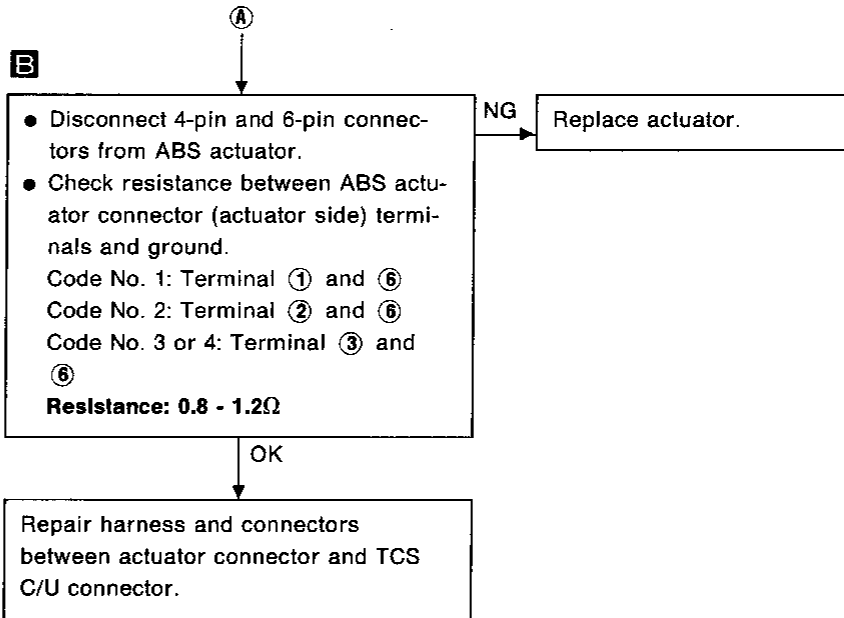 Ⓐ
B
● Disconnect 4-pin and 6-pin connec-
tors from ABS actuator.
● Check resistance between ABS actu-
ator connector (actuator side) termi-
nals and ground.
Code No. 1: Terminal ① and ⑥
Code No. 2: Terminal ② and ⑥
Code No. 3 or 4: Terminal ③ and
⑥
Resistance: 0.8 - 1.2Ω
NG
Replace actuator.
OK
Repair harness and connectors
between actuator connector and TCS
C/U connector.